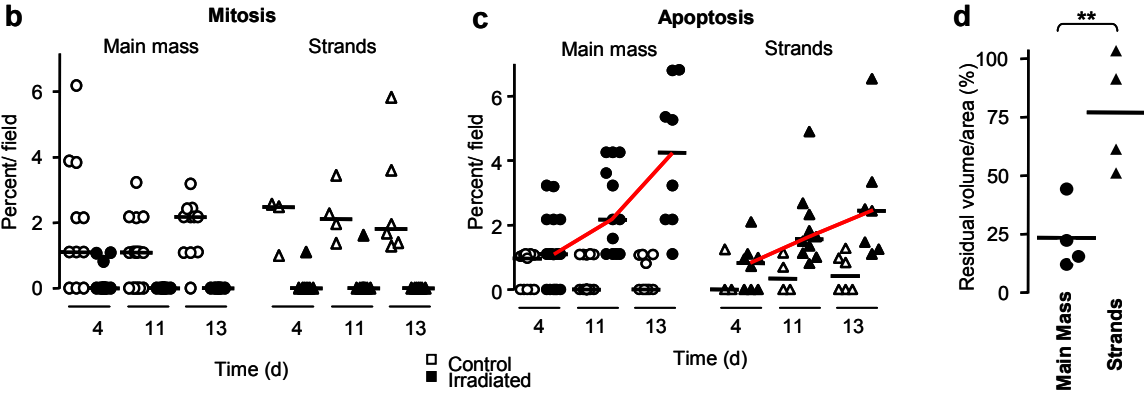 b
Mitosis
Main mass
Strands
Percent/ field
6
4
2
0
4
11
13
4
11
13
Time (d)
c
Apoptosis
Main mass
Strands
Percent/ field
6
4
2
0
4
11
13
4
11
13
Time (d)
Control
Irradiated
d
**
Residual volume/area (%)
100
75
50
25
0
Main Mass
Strands